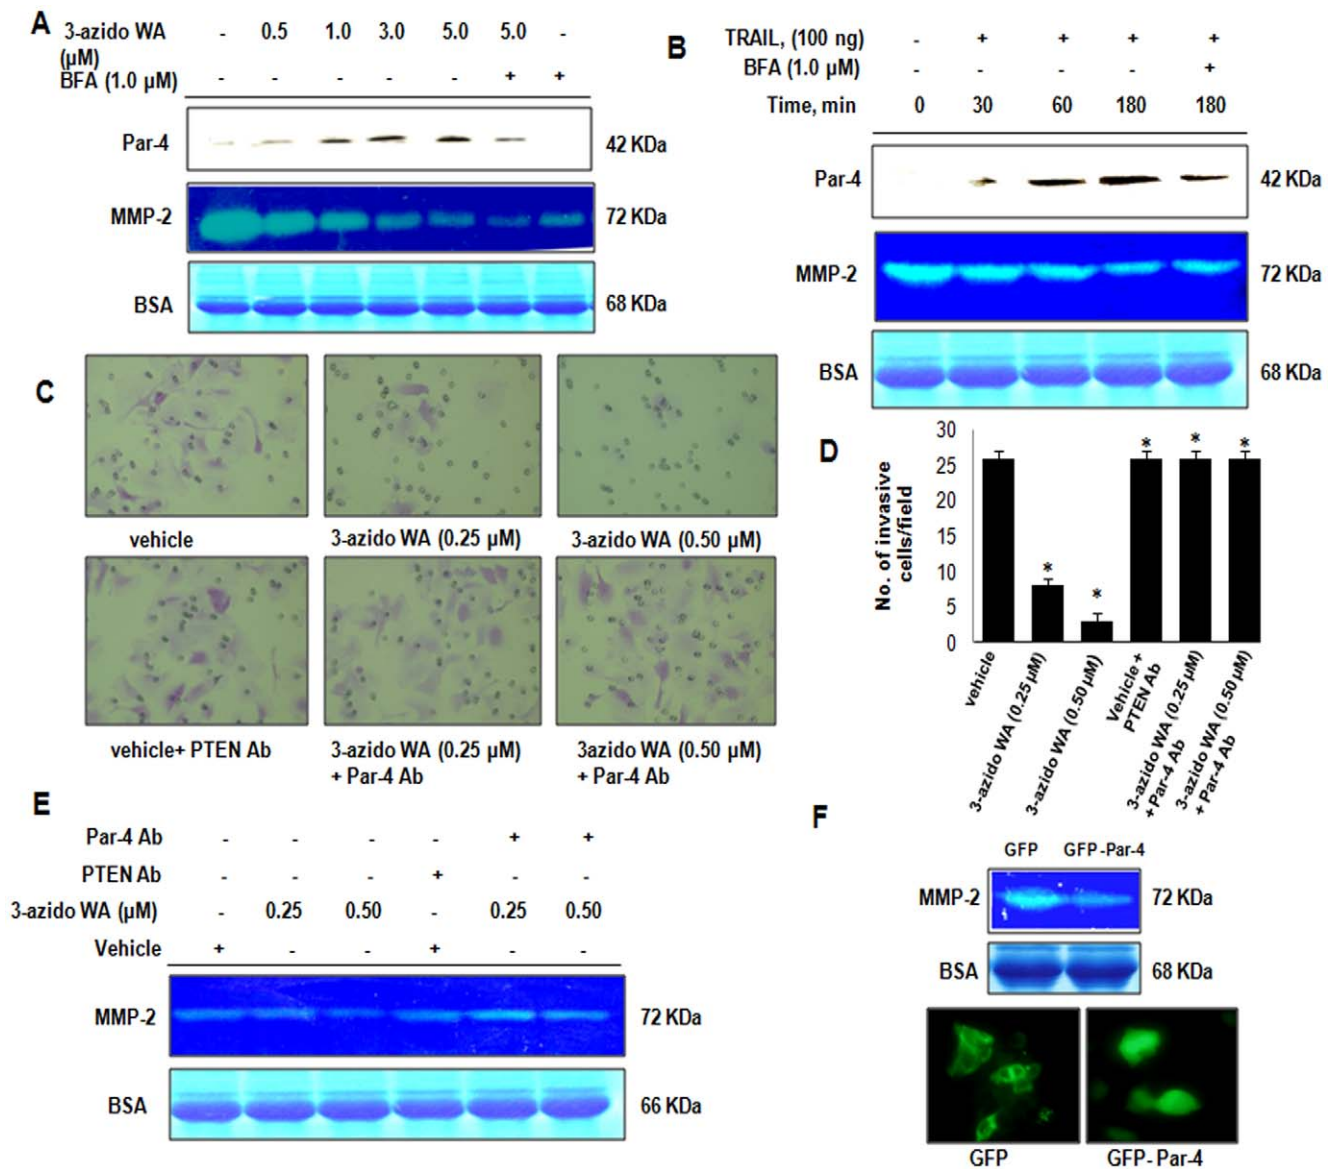 A
3-azido WA - 0.5 1.0 3.0 5.0 5.0 -
(µM)
BFA (1.0 µM) - - - - - + +
Par-4 42 KDa
MMP-2 72 KDa
BSA 68 KDa
B
TRAIL, (100 ng) - + + + +
BFA (1.0 µM) - - - - +
Time, min 0 30 60 180 180
Par-4 42 KDa
MMP-2 72 KDa
BSA 68 KDa
C
vehicle 3-azido WA (0.25 µM) 3-azido WA (0.50 µM)
vehicle+ PTEN Ab 3-azido WA (0.25 µM) 3azido WA (0.50 µM)
+ Par-4 Ab + Par-4 Ab
D
No. of invasive
cells/field
30
25
20
15
10
5
0
* * * * *
vehicle
3-azido WA (0.25 µM)
3-azido WA (0.50 µM)
Vehicle +
PTEN Ab
3-azido WA (0.25 µM)
+ Par-4 Ab
3-azido WA (0.50 µM)
+ Par-4 Ab
E
Par-4 Ab - - - - + +
PTEN Ab - - - + - -
3-azido WA (µM) - 0.25 0.50 - 0.25 0.50
Vehicle + - - + - -
MMP-2 72 KDa
BSA 66 KDa
F
GFP GFP-Par-4
MMP-2 72 KDa
BSA 68 KDa
GFP GFP- Par-4